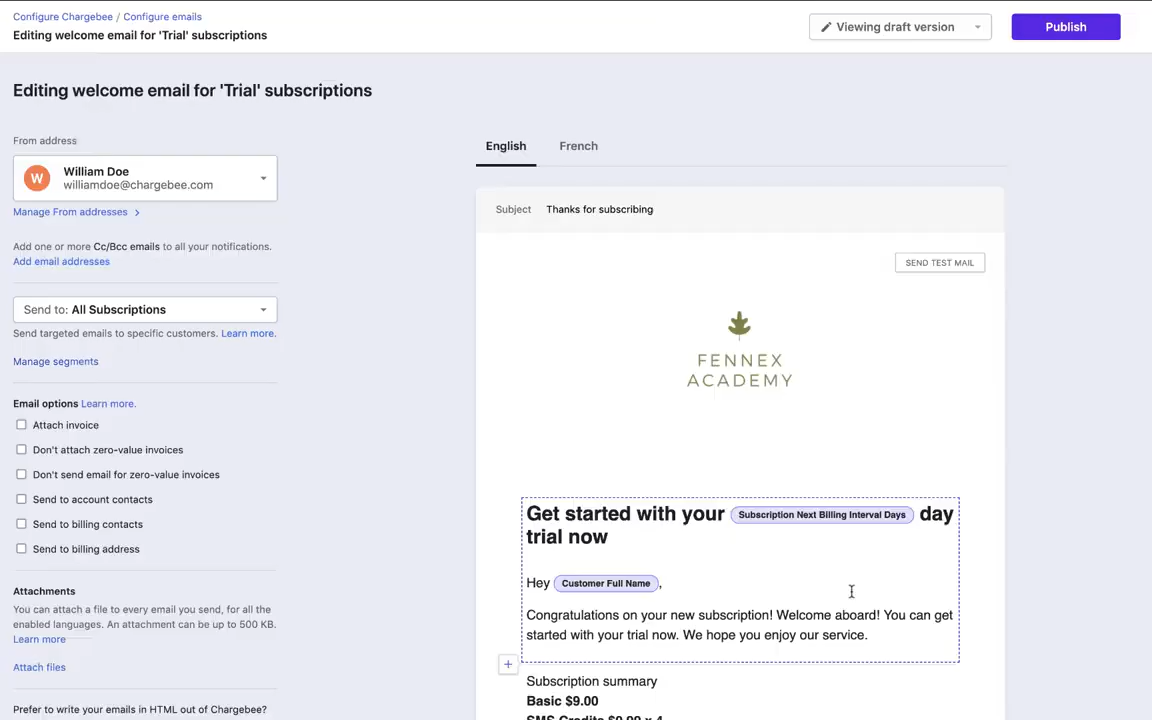 Configure Chargebee / Configure emails
Editing welcome email for 'Trial' subscriptions
Viewing draft version
Publish
Editing welcome email for 'Trial' subscriptions
From address
W
William Doe
williamdoe@chargebee.com
Manage From addresses
Add one or more Cc/Bcc emails to all your notifications.
Add email addresses
Send to: All Subscriptions
Send targeted emails to specific customers. Learn more.
Manage segments
Email options Learn more.
Attach invoice
Don't attach zero-value invoices
Don't send email for zero-value invoices
Send to account contacts
Send to billing contacts
Send to billing address
Attachments
You can attach a file to every email you send, for all the
enabled languages. An attachment can be up to 500 KB.
Learn more
Attach files
Prefer to write your emails in HTML out of Chargebee?
English French
Subject Thanks for subscribing
SEND TEST MAIL
FENNEX
ACADEMY
Get started with your Subscription Next Billing Interval Days day
trial now
Hey Customer Full Name,
Congratulations on your new subscription! Welcome aboard! You can get
started with your trial now. We hope you enjoy our service.
+
Subscription summary
Basic $9.00
SMS Credits $0.99 x 4